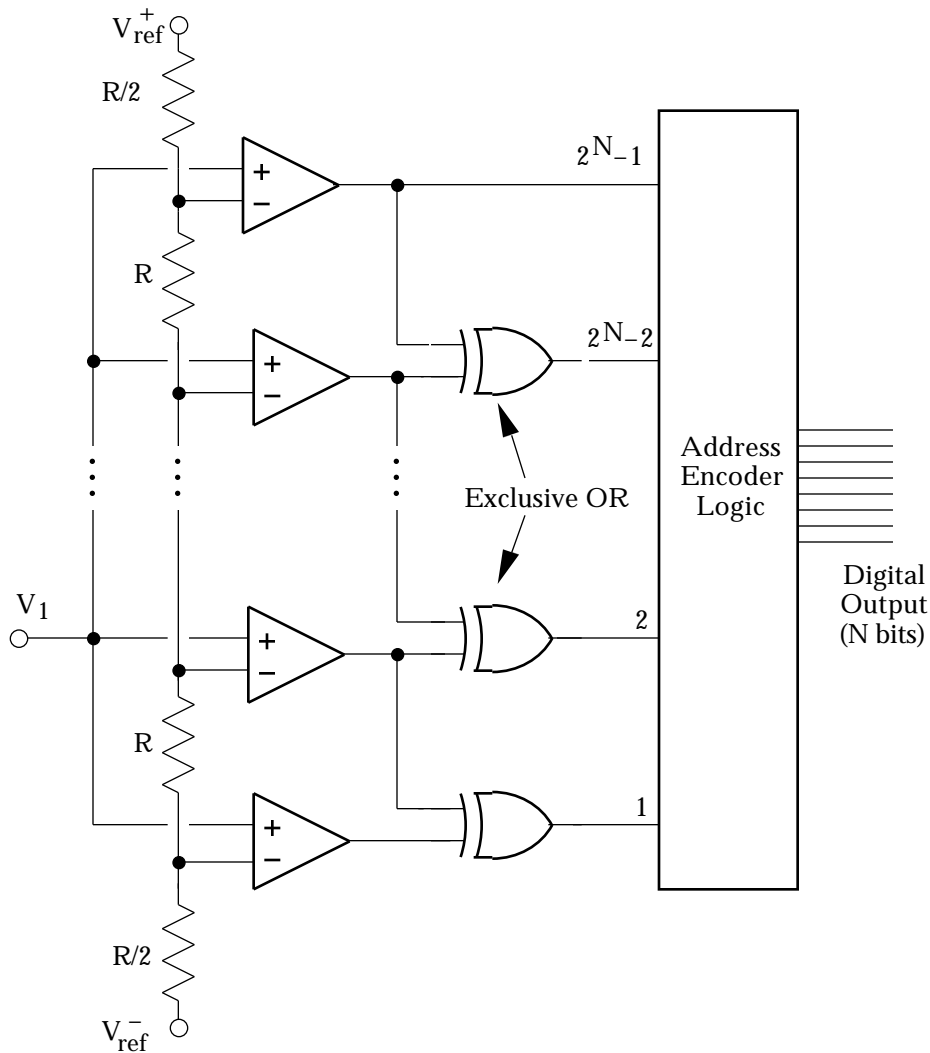 V+ref
R/2
+
−
2N−1
R
+
−
2N−2
Address
Encoder
Logic
Exclusive OR
Digital
Output
(N bits)
V1
+
−
2
R
+
−
1
R/2
V−ref